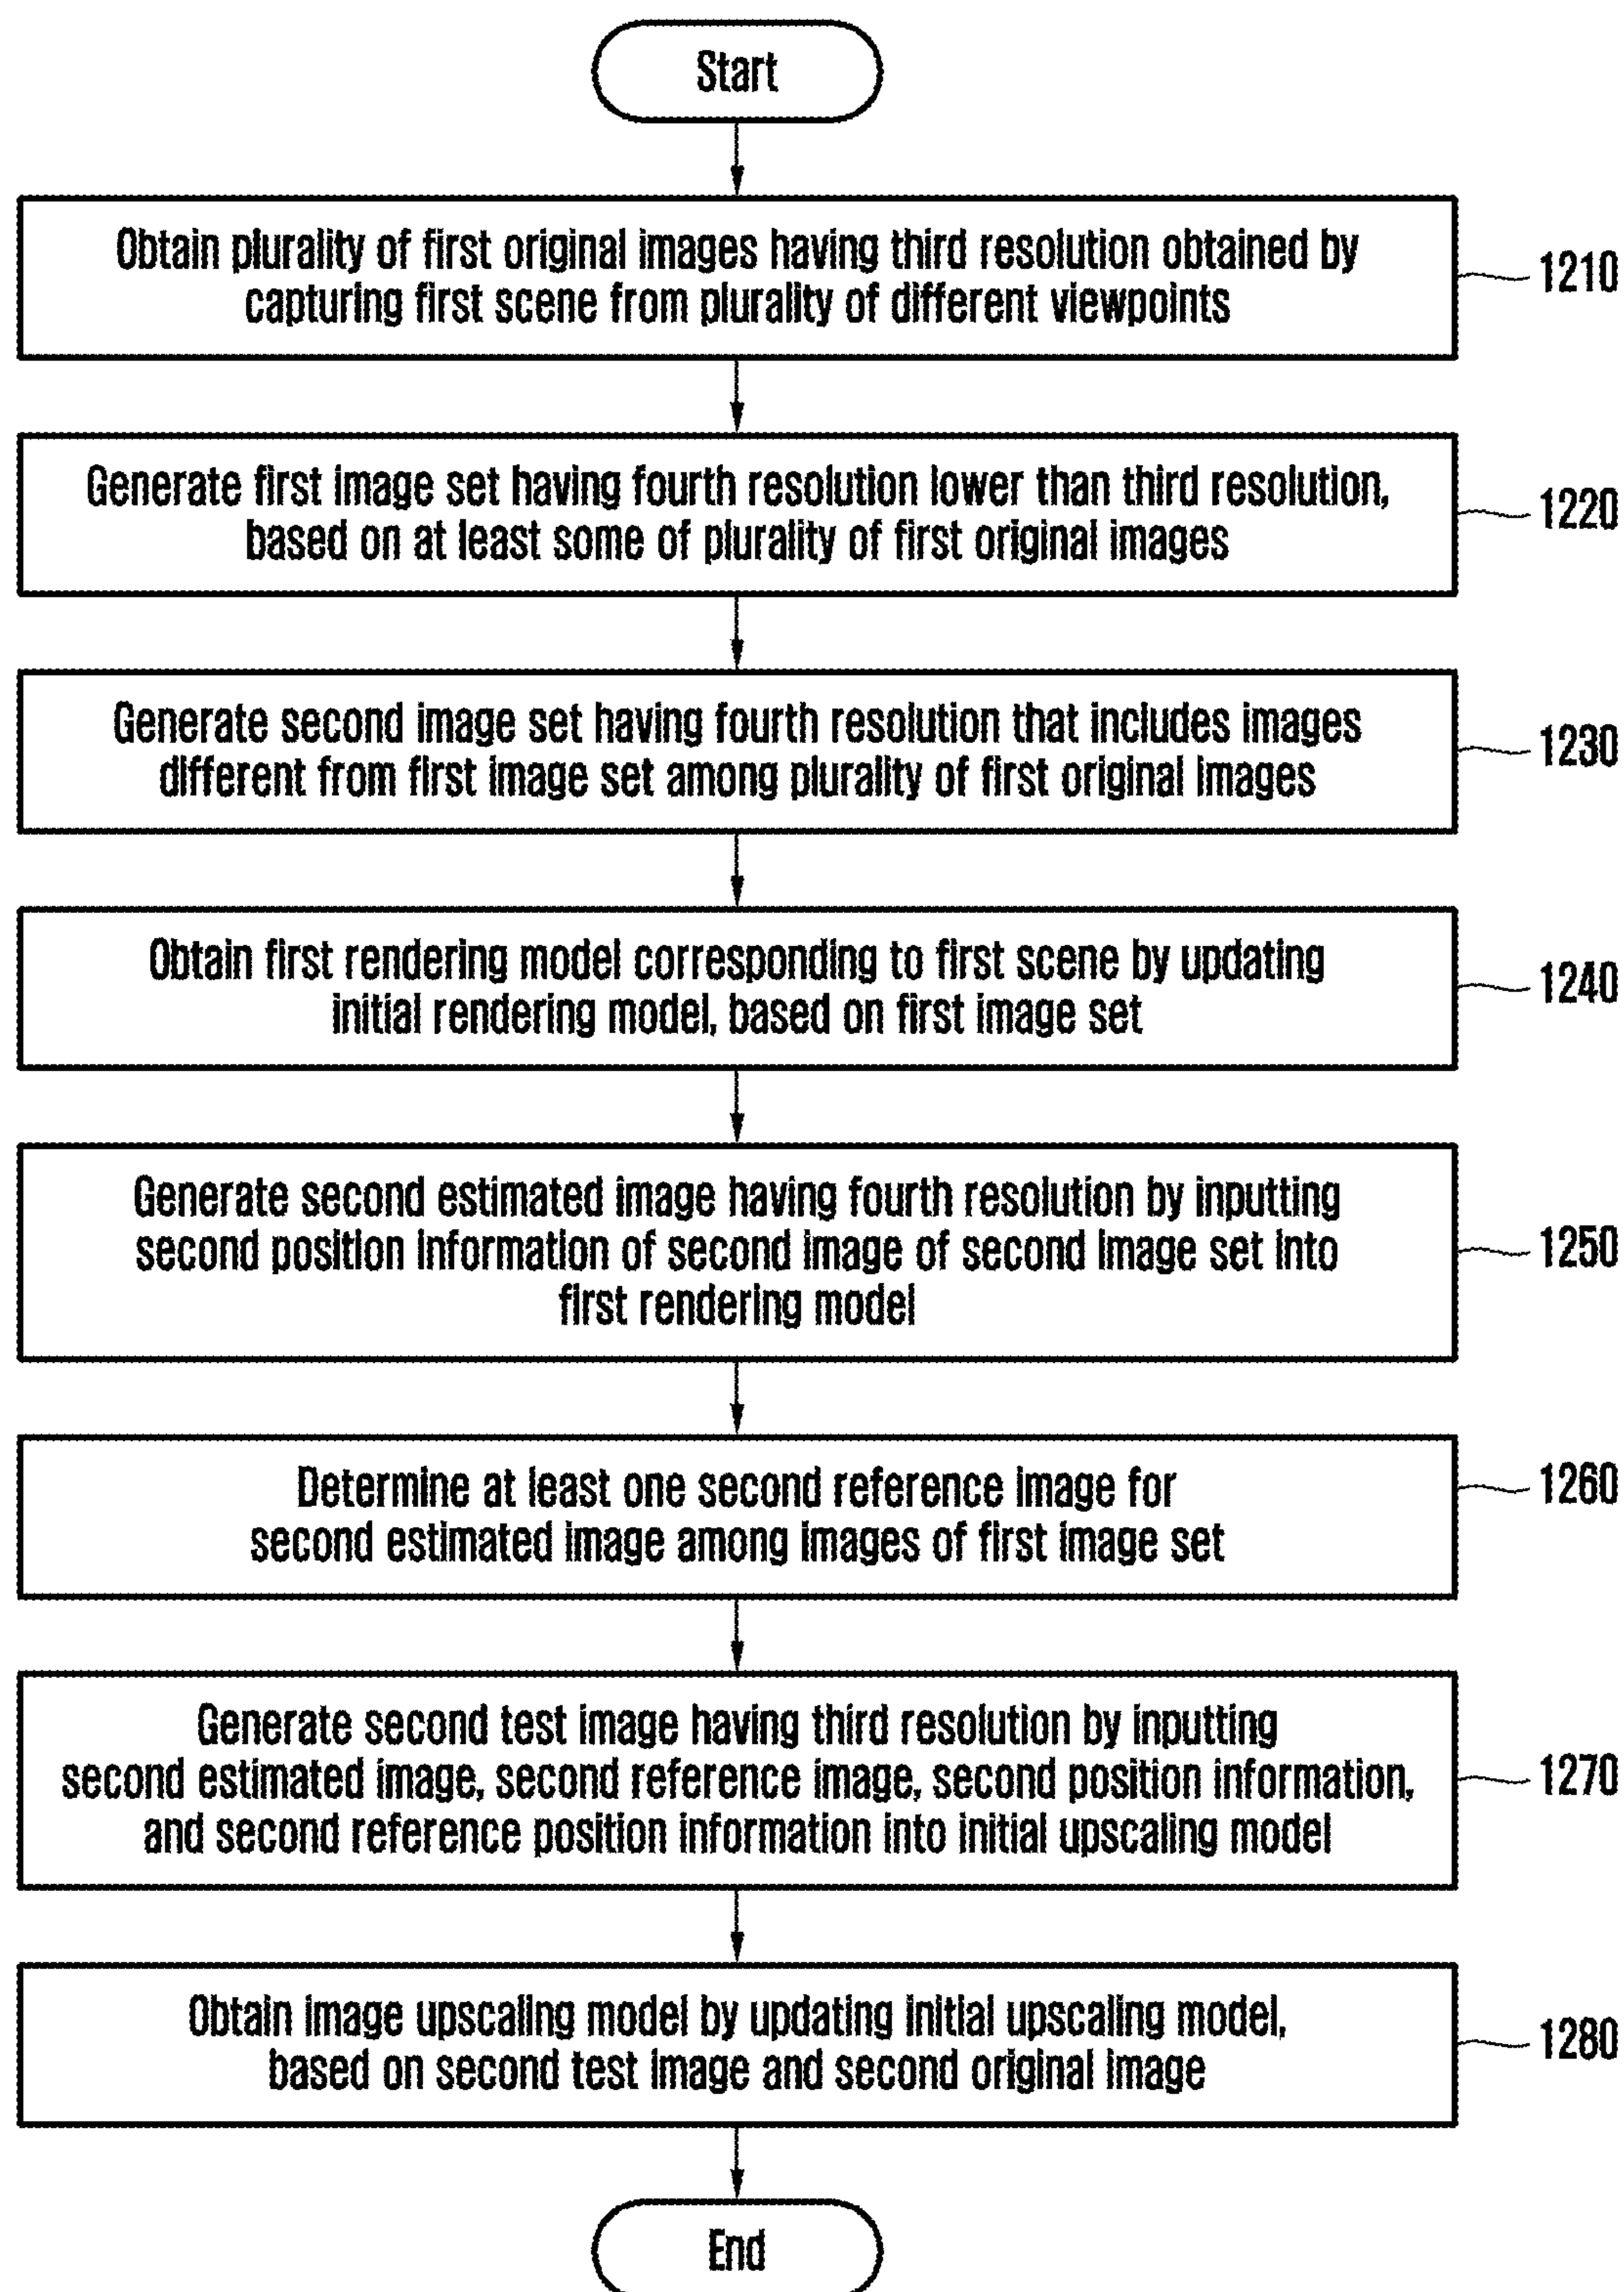 Start
Obtain plurality of first original images having third resolution obtained by
capturing first scene from plurality of different viewpoints
1210
Generate first image set having fourth resolution lower than third resolution,
based on at least some of plurality of first original images
1220
Generate second image set having fourth resolution that includes images
different from first image set among plurality of first original images
1230
Obtain first rendering model corresponding to first scene by updating
initial rendering model, based on first image set
1240
Generate second estimated image having fourth resolution by inputting
second position information of second image of second image set into
first rendering model
1250
Determine at least one second reference image for
second estimated image among images of first image set
1260
Generate second test image having third resolution by inputting
second estimated image, second reference image, second position information,
and second reference position information into initial upscaling model
1270
Obtain image upscaling model by updating initial upscaling model,
based on second test image and second original image
1280
End